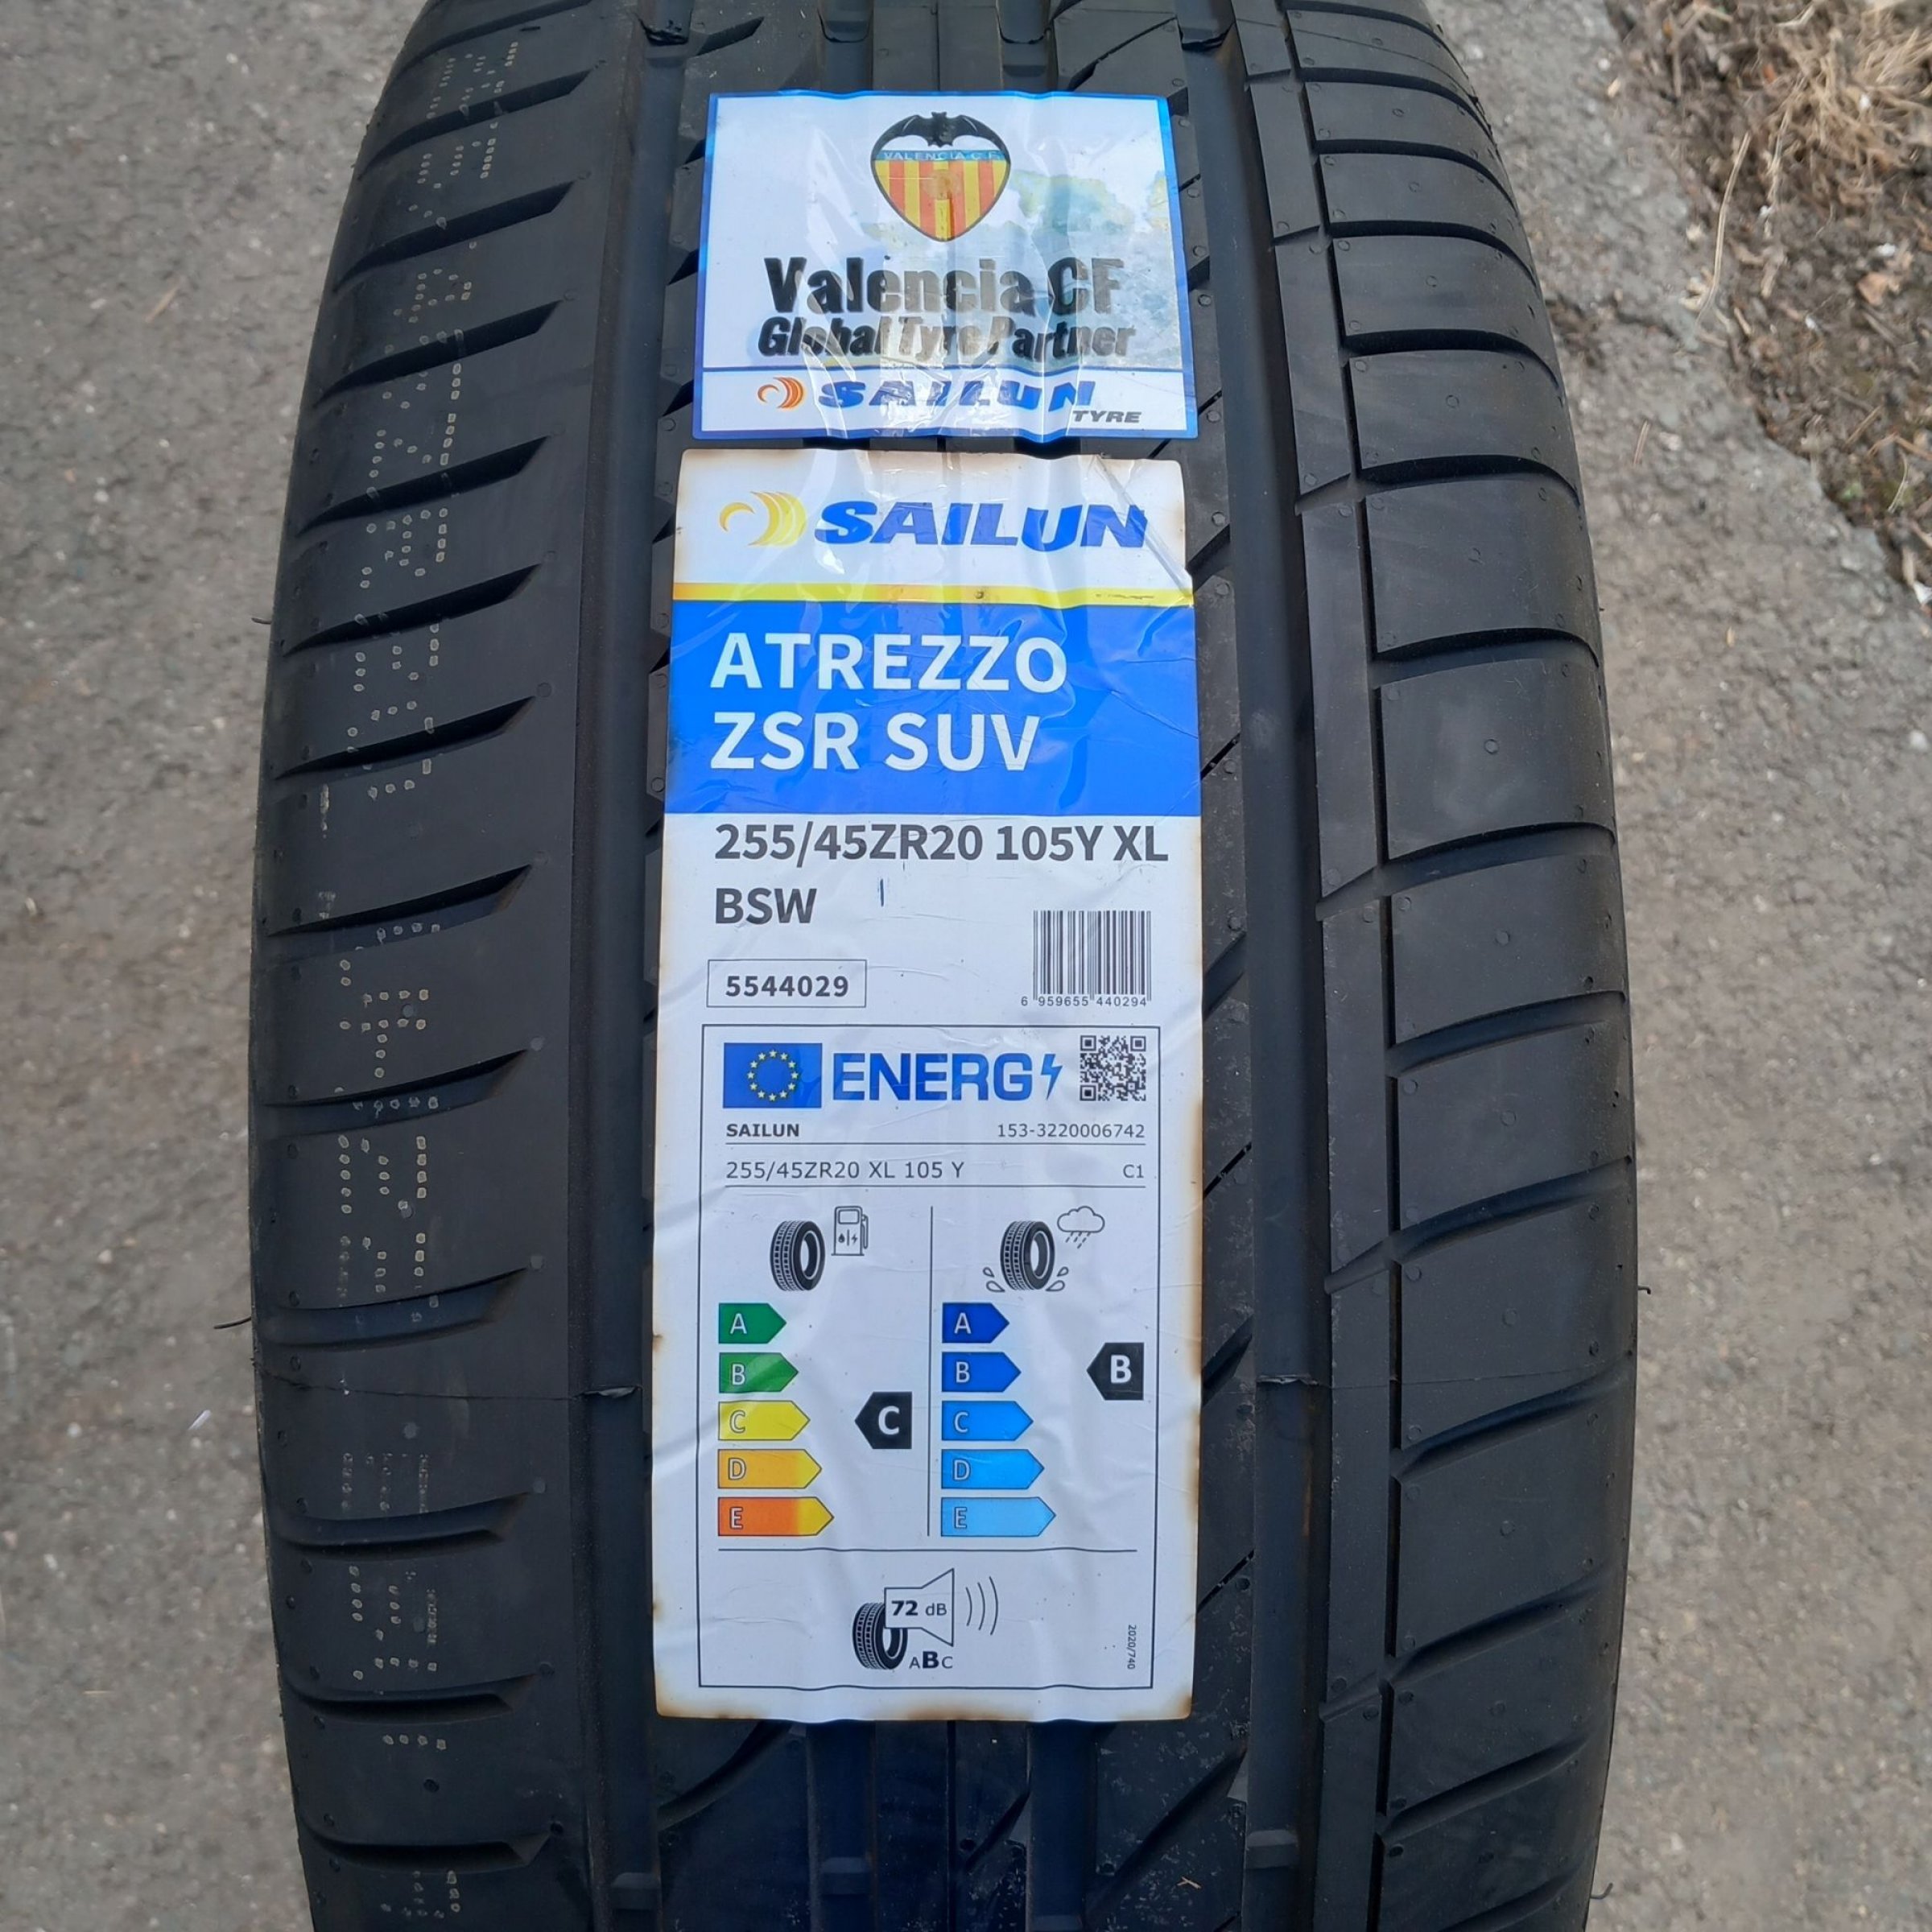 VALENCIA C.F.
Valencia CF
Global Tyre Partner
SAILUN
TYRE
SAILUN
ATREZZO
ZSR SUV
255/45ZR20 105Y XL
BSW
5544029
6 959655 440294
ENERG
SAILUN 153-3220006742
255/45ZR20 XL 105 Y C1
A A
B B B
C C C
D D
E E
72 dB
ABC
2020/740